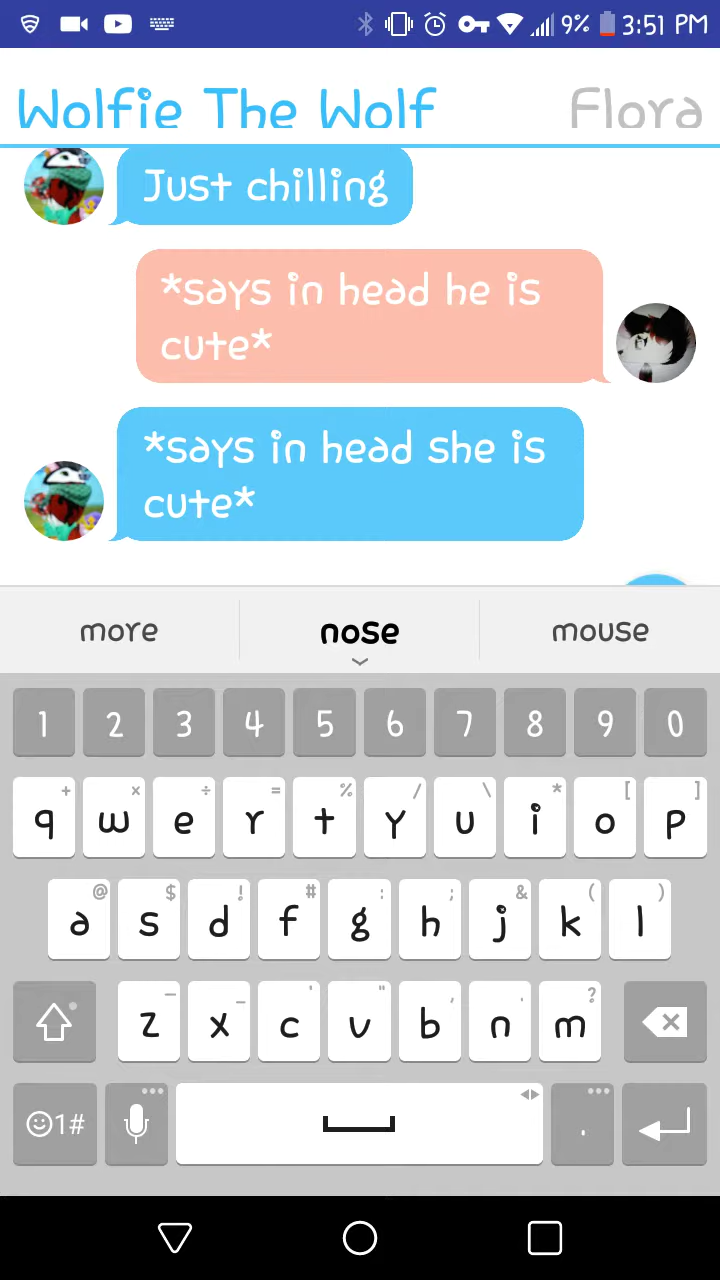 9% 3:51 PM
Wolfie The Wolf Flora
Just chilling
*says in head he is
cute*
*says in head she is
cute*
more nose mouse
1 2 3 4 5 6 7 8 9 0
+ × ÷ = % / \ * [ ]
q w e r t y u i o p
@ $ ! # : ; & ( )
a s d f g h j k l
– _ ' " , . ?
z x c v b n m
1# .